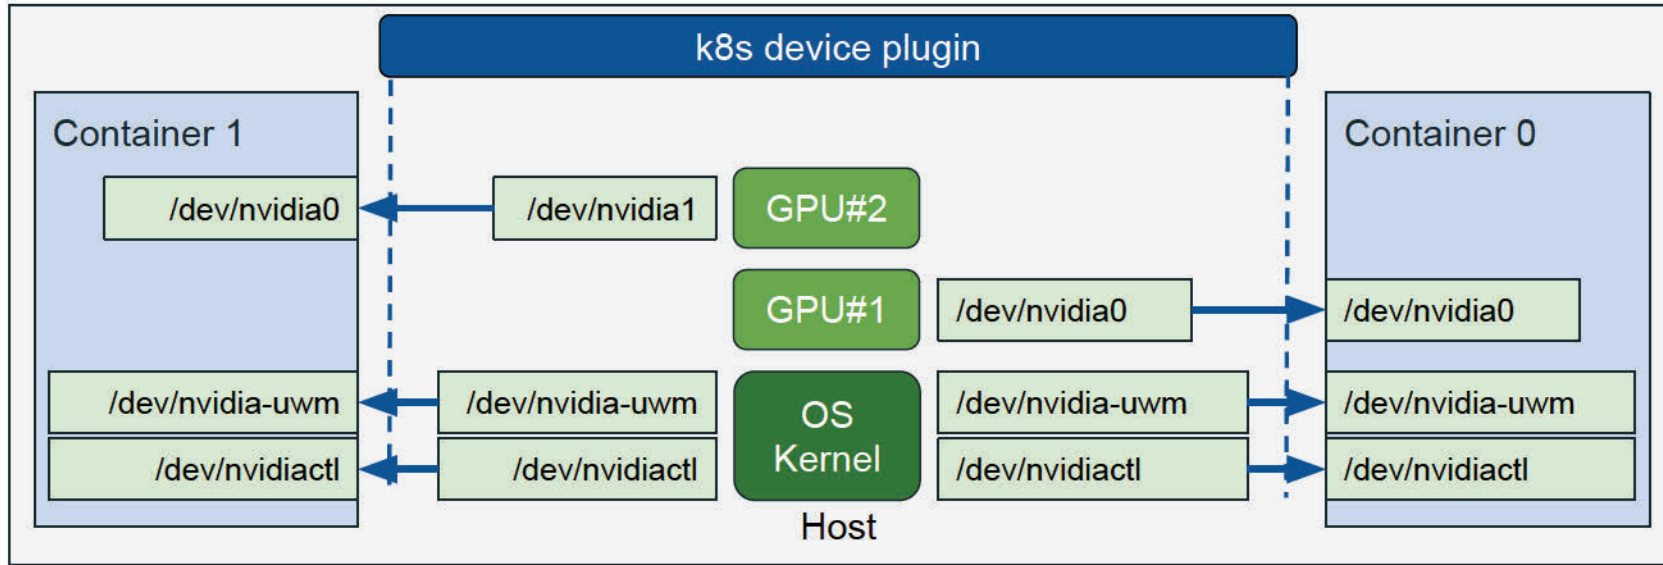 k8s device plugin
Container 1
Container 0
/dev/nvidia0
/dev/nvidia1
GPU#2
GPU#1
/dev/nvidia0
/dev/nvidia0
/dev/nvidia-uwm
/dev/nvidia-uwm
OS
Kernel
/dev/nvidia-uwm
/dev/nvidia-uwm
/dev/nvidiactl
/dev/nvidiactl
/dev/nvidiactl
/dev/nvidiactl
Host